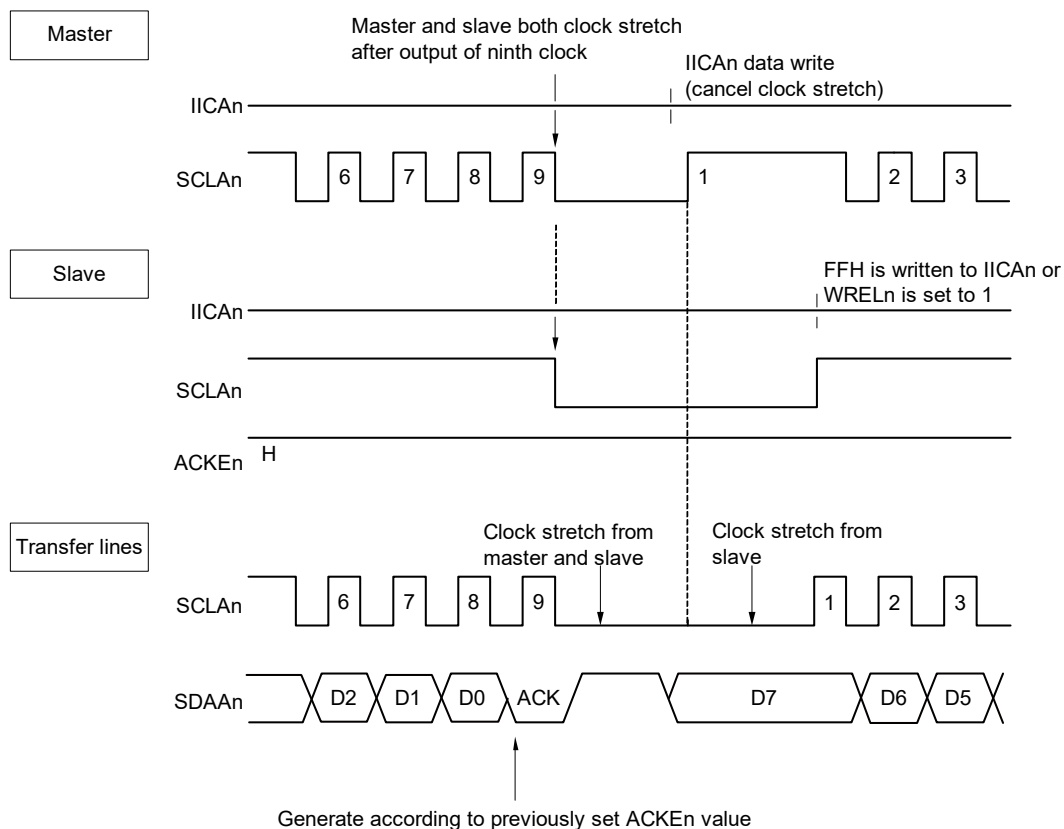 Master
Master and slave both clock stretch
after output of ninth clock
IICAn data write
(cancel clock stretch)
IICAn
SCLAn
6 7 8 9 1 2 3
Slave
FFH is written to IICAn or
WRELn is set to 1
IICAn
SCLAn
H
ACKEn
Transfer lines
Clock stretch from
master and slave
Clock stretch from
slave
SCLAn
6 7 8 9 1 2 3
SDAAn
D2 D1 D0 ACK D7 D6 D5
Generate according to previously set ACKEn value